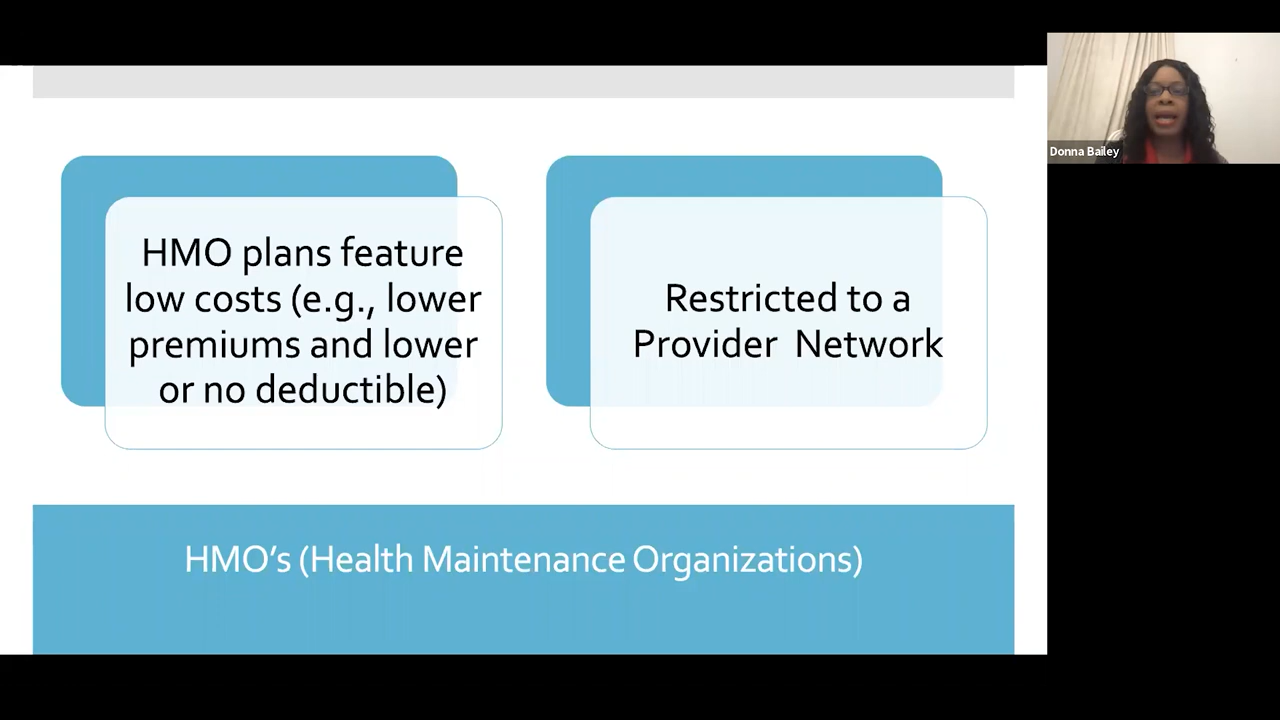 HMO plans feature
low costs (e.g., lower
premiums and lower
or no deductible)
Restricted to a
Provider Network
HMO's (Health Maintenance Organizations)
Donna Bailey